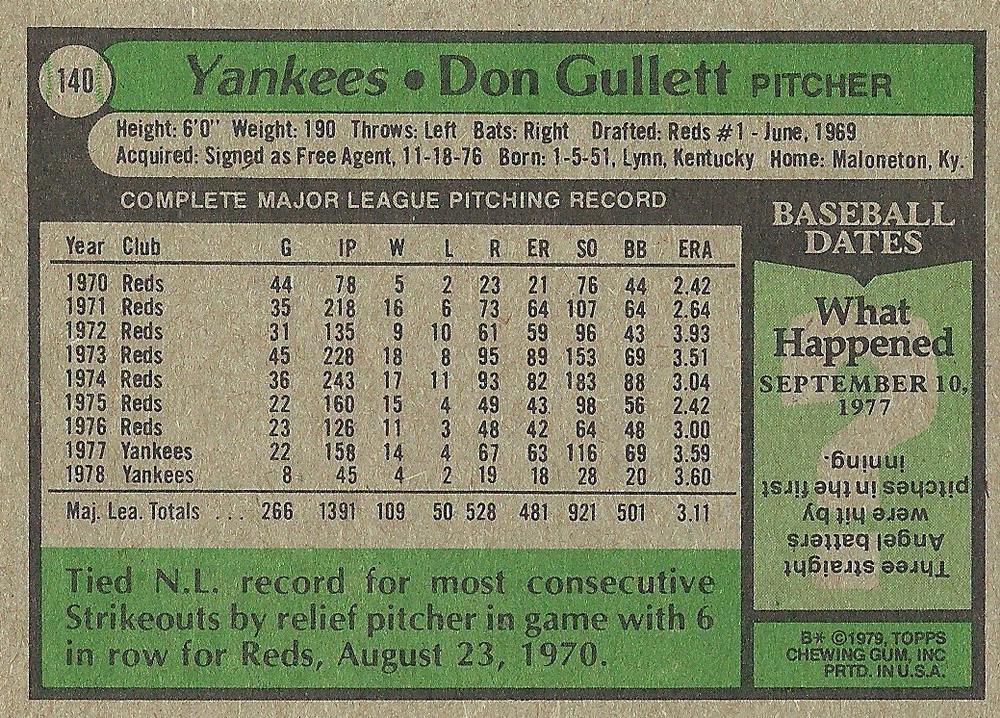 140
Yankees • Don Gullett PITCHER
Height: 6'0" Weight: 190 Throws: Left Bats: Right Drafted: Reds #1 - June, 1969
Acquired: Signed as Free Agent, 11-18-76 Born: 1-5-51, Lynn, Kentucky Home: Maloneton, Ky.
COMPLETE MAJOR LEAGUE PITCHING RECORD
Year Club G IP W L R ER SO BB ERA
1970 Reds 44 78 5 2 23 21 76 44 2.42
1971 Reds 35 218 16 6 73 64 107 64 2.64
1972 Reds 31 135 9 10 61 59 96 43 3.93
1973 Reds 45 228 18 8 95 89 153 69 3.51
1974 Reds 36 243 17 11 93 82 183 88 3.04
1975 Reds 22 160 15 4 49 43 98 56 2.42
1976 Reds 23 126 11 3 48 42 64 48 3.00
1977 Yankees 22 158 14 4 67 63 116 69 3.59
1978 Yankees 8 45 4 2 19 18 28 20 3.60
Maj. Lea. Totals ... 266 1391 109 50 528 481 921 501 3.11
Tied N.L. record for most consecutive
Strikeouts by relief pitcher in game with 6
in row for Reds, August 23, 1970.
BASEBALL
DATES
What
Happened
SEPTEMBER 10,
1977
Three straight
Angel batters
were hit by
pitches in the first
inning.
B* ©1979, TOPPS
CHEWING GUM, INC
PRTD. IN U.S.A.